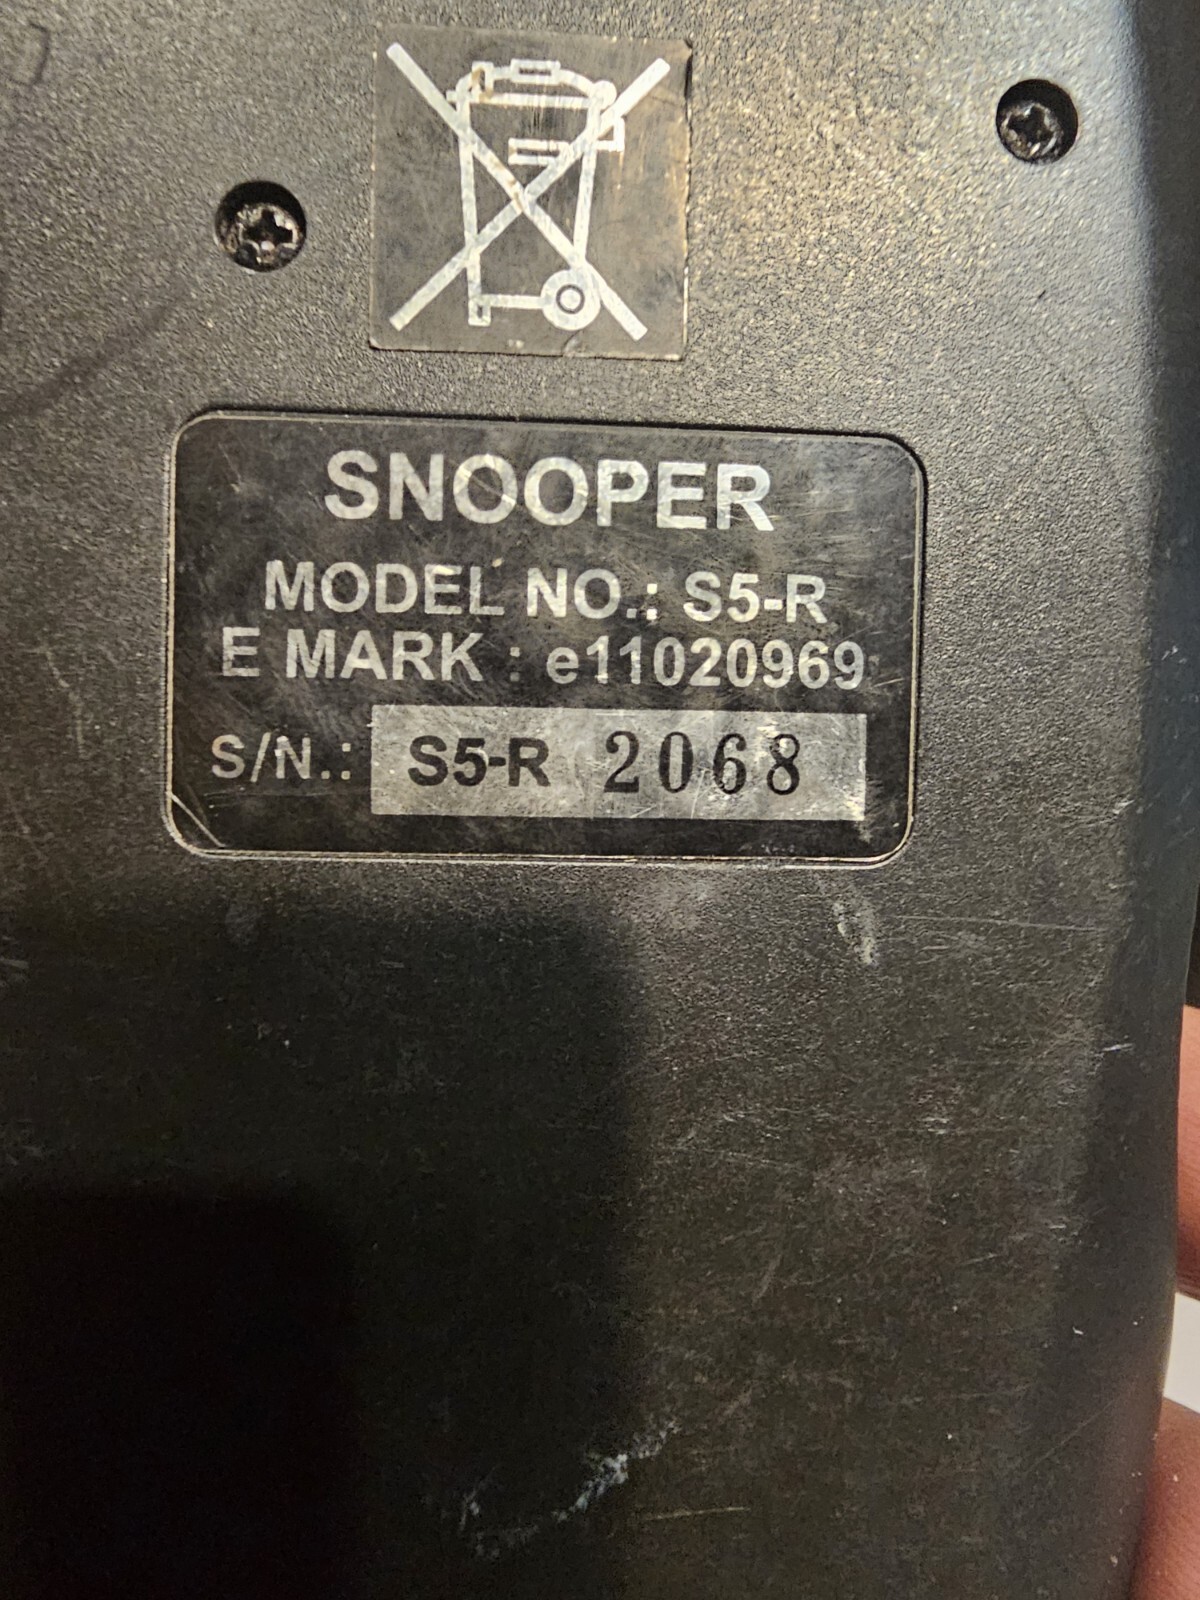 SNOOPER
MODEL NO.: S5-R
E MARK : e11020969
S/N.: S5-R 2068